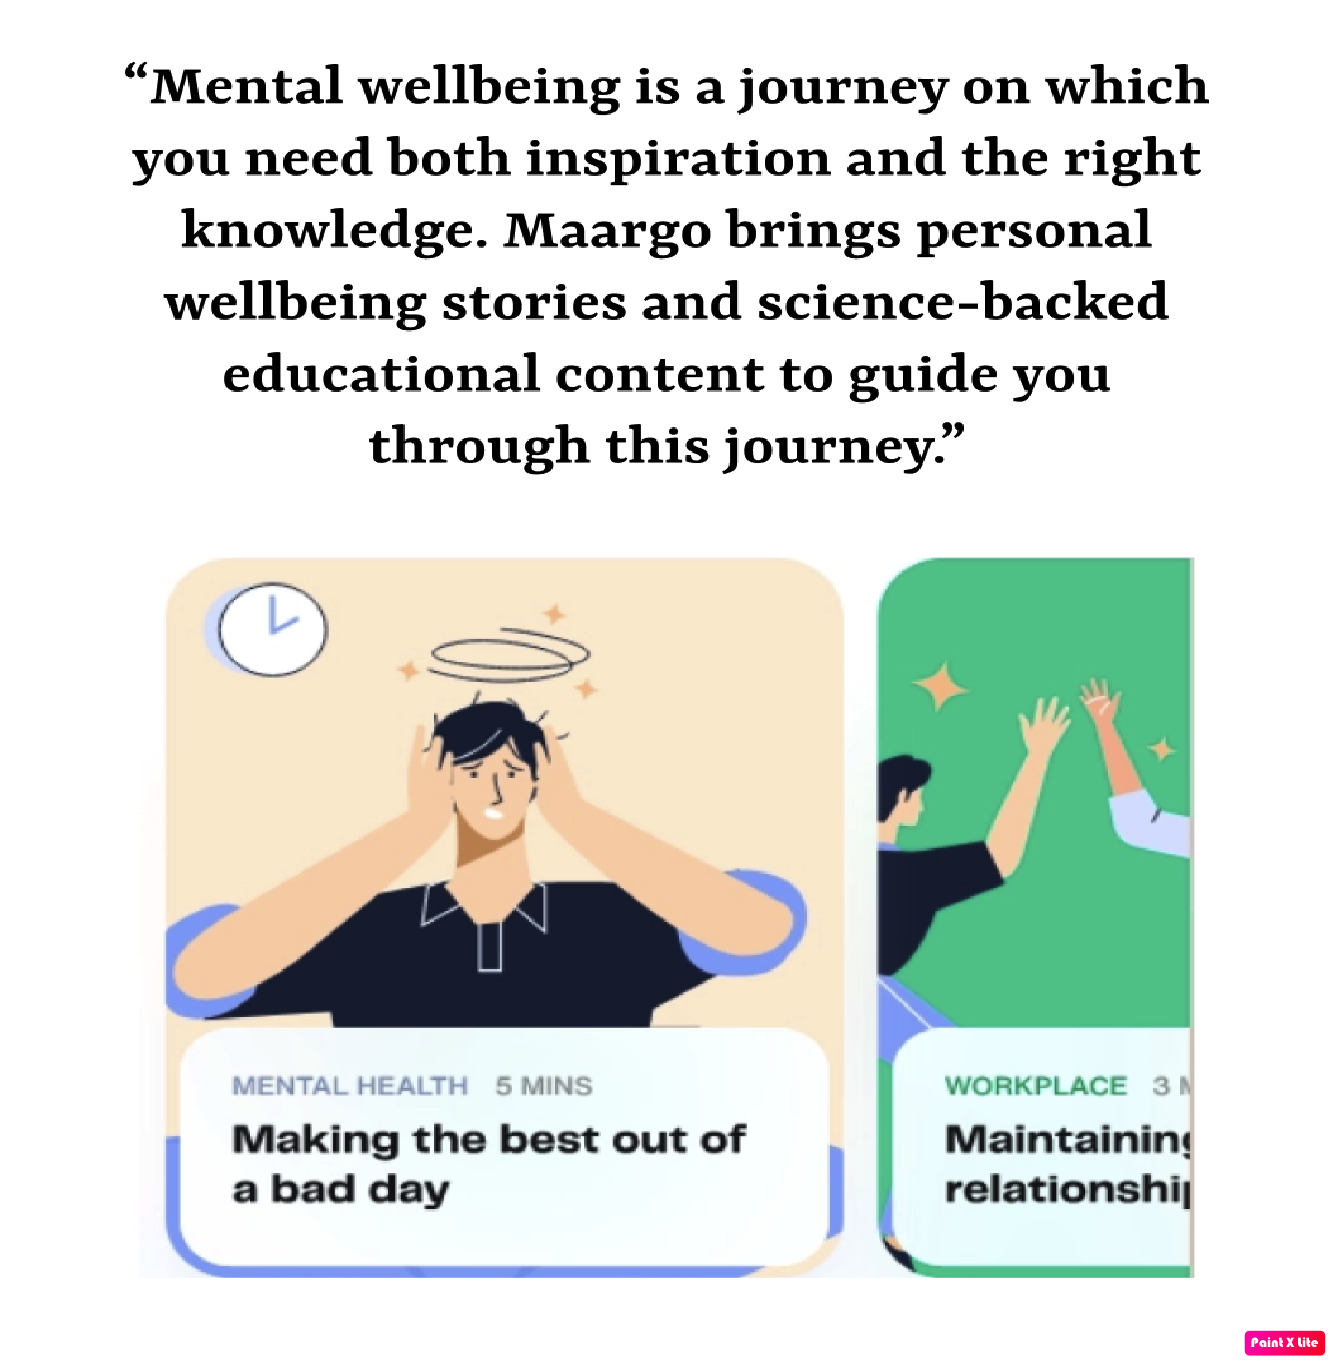 “Mental wellbeing is a journey on which
you need both inspiration and the right
knowledge. Maargo brings personal
wellbeing stories and science-backed
educational content to guide you
through this journey.”
MENTAL HEALTH 5 MINS
Making the best out of
a bad day
WORKPLACE 3
Maintaining
Paint X Lite